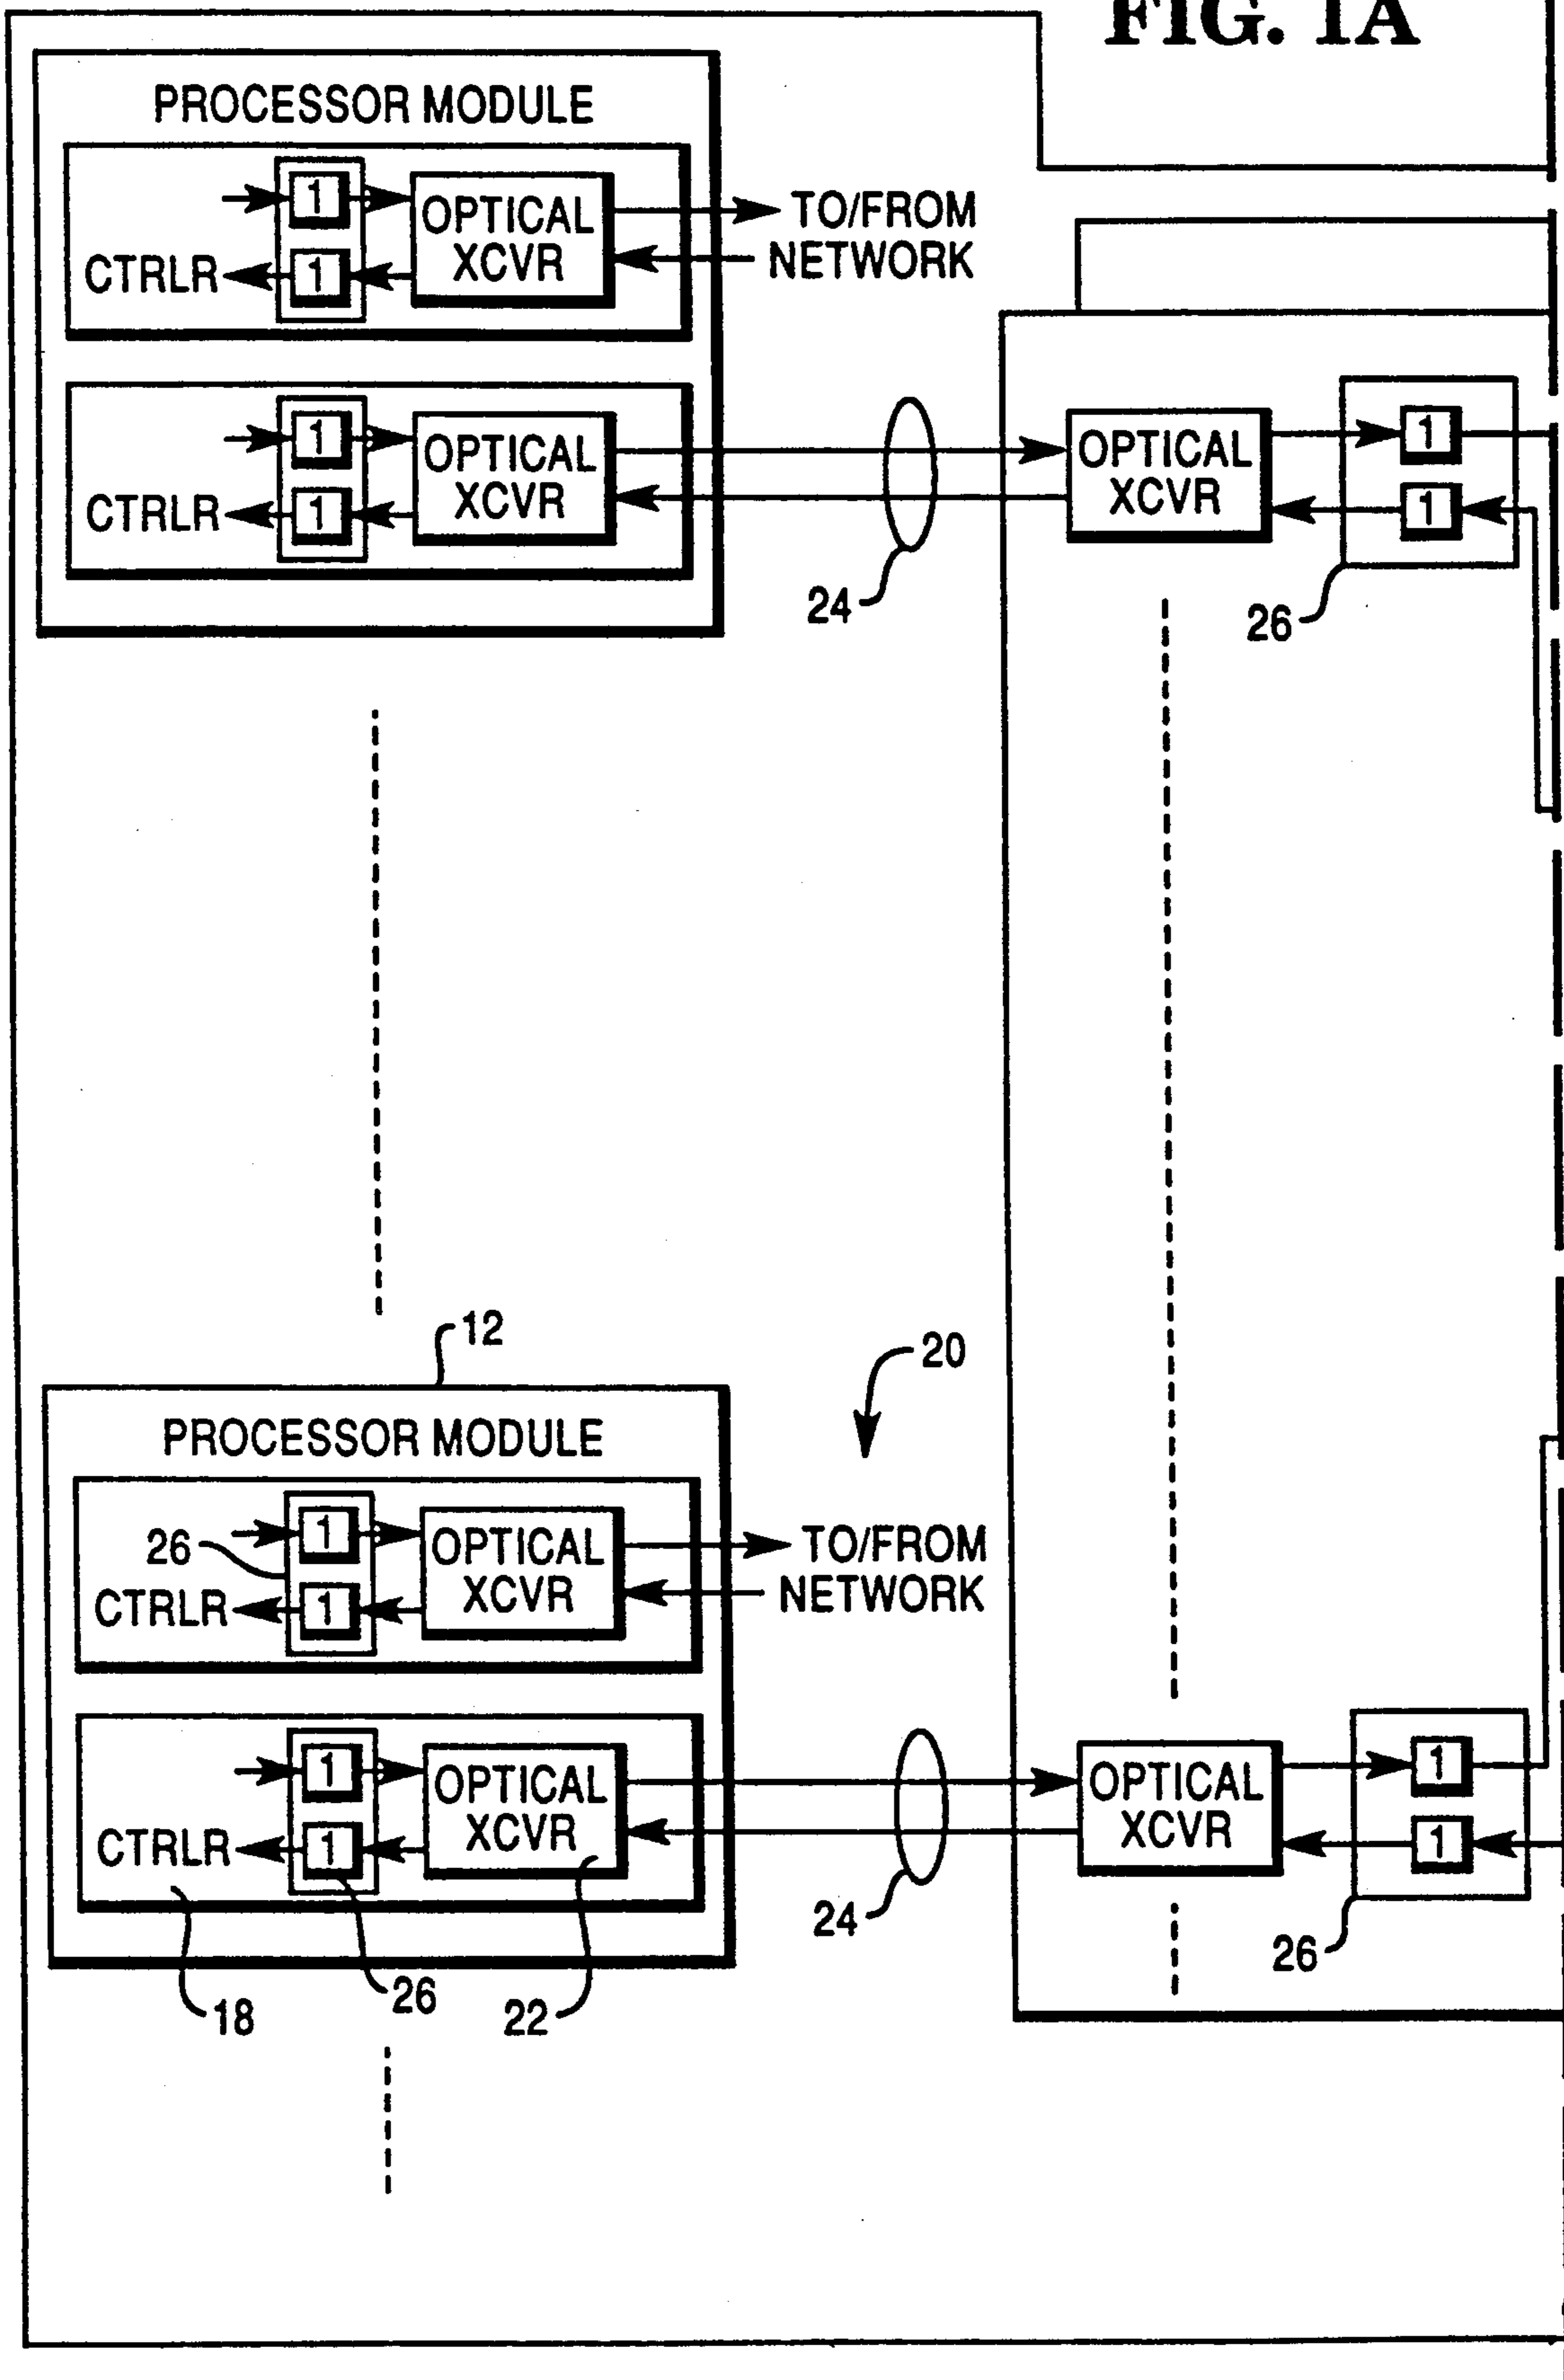 FIG. 1A
PROCESSOR MODULE
1
OPTICAL
XCVR
TO/FROM
NETWORK
CTRLR
1
1
OPTICAL
XCVR
CTRLR
1
24
OPTICAL
XCVR
1
1
26
12
20
PROCESSOR MODULE
26
1
OPTICAL
XCVR
TO/FROM
NETWORK
CTRLR
1
1
OPTICAL
XCVR
CTRLR
1
18
26
22
24
OPTICAL
XCVR
1
1
26